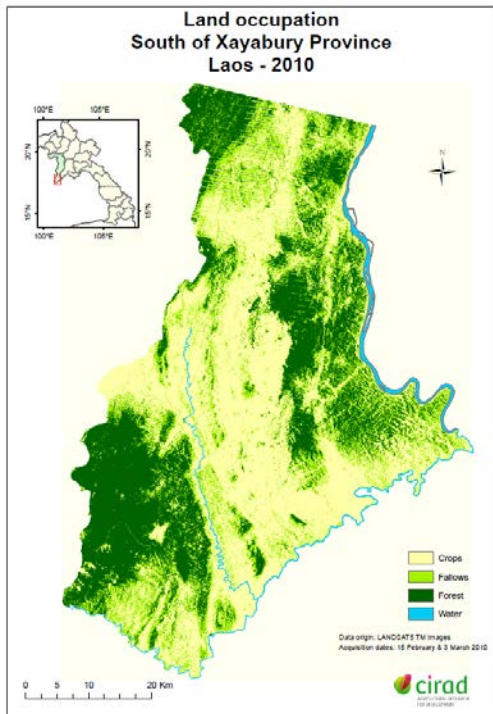 Land occupation
South of Xayabury Province
Laos - 2010
100°E 105°E
20°N 20°N
15°N 15°N
100°E 105°E
N
Crops
Fallows
Forest
Water
Data origin: LANDSAT5 TM Images
Acquisition dates: 15 February & 3 March 2010
0 5 10 20 Km
cirad